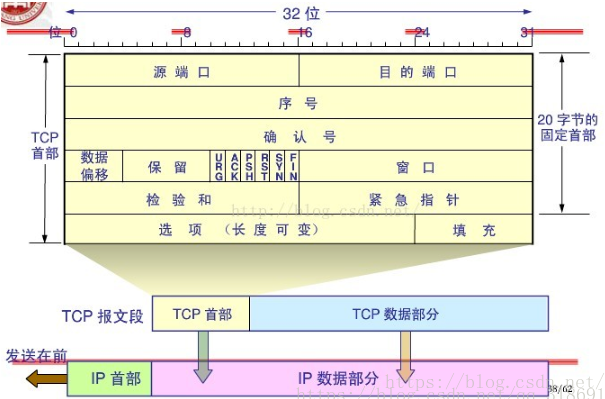 32 位
位 0 8 16 24 31
源 端 口 目 的 端 口
序 号
TCP
首部
20 字节的
固定首部
确 认 号
数据
偏移
保 留
URG
ACK
PSH
RST
SYN
FIN
窗 口
检 验 和 紧 急 指 针
http://blog.csdn.net/
选 项 (长 度 可 变) 填 充
TCP 报文段
TCP 首部 TCP 数据部分
发送在前
IP 首部 IP 数据部分
38/62